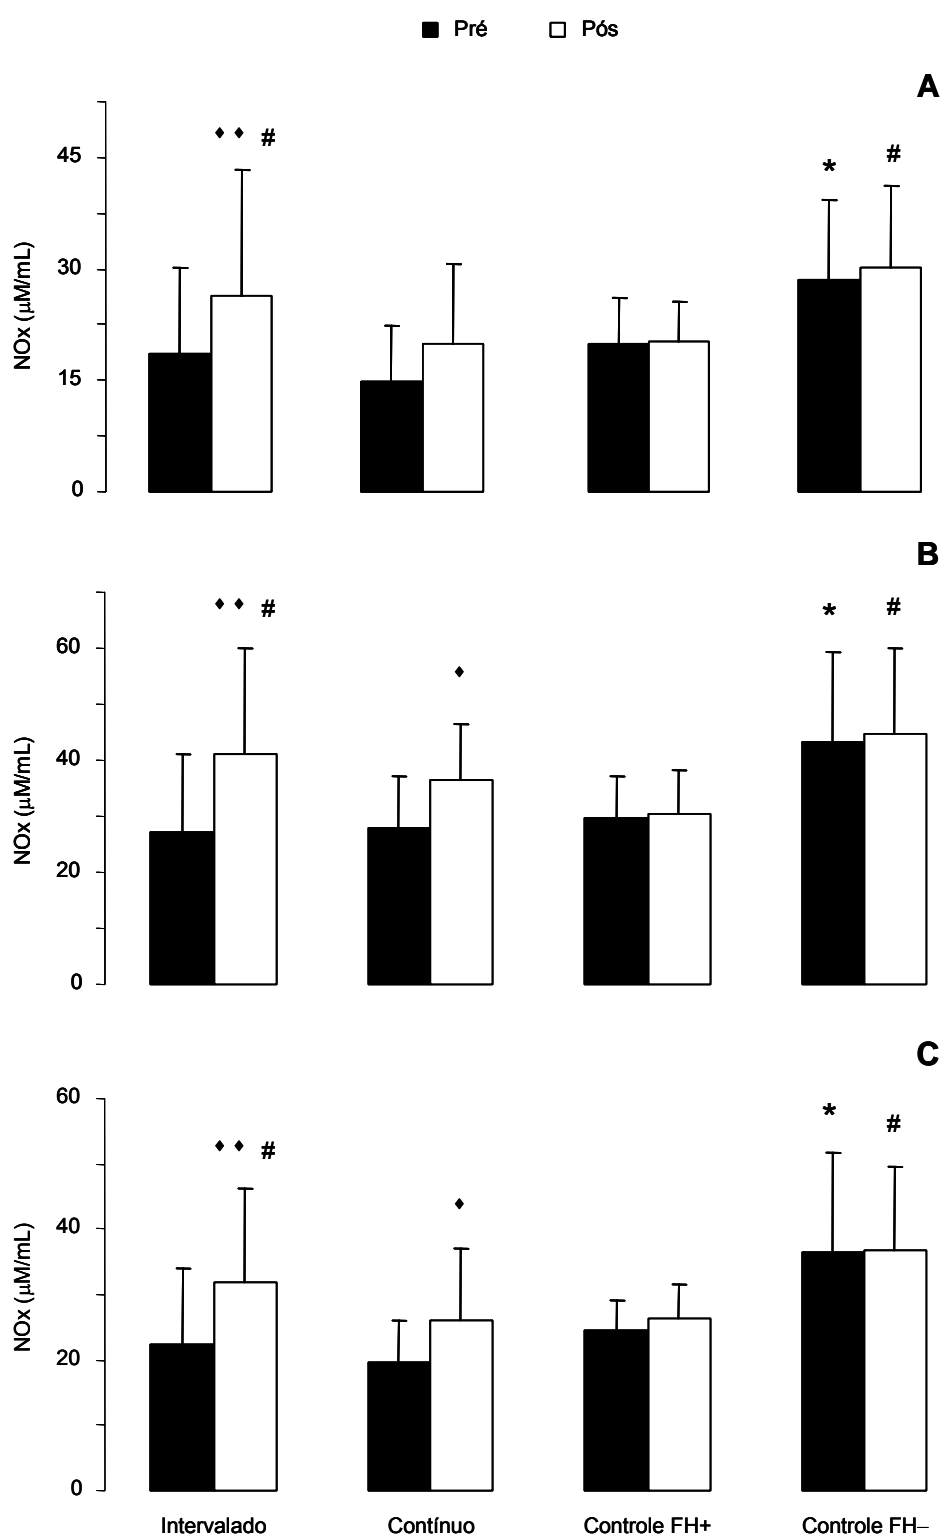 Pré Pós
A
♦ ♦ #
* #
45
30
15
0
NOx (μM/mL)
B
♦ ♦ #
♦
* #
60
40
20
0
NOx (μM/mL)
C
♦ ♦ #
♦
* #
60
40
20
0
NOx (μM/mL)
Intervalado Contínuo Controle FH+ Controle FH–